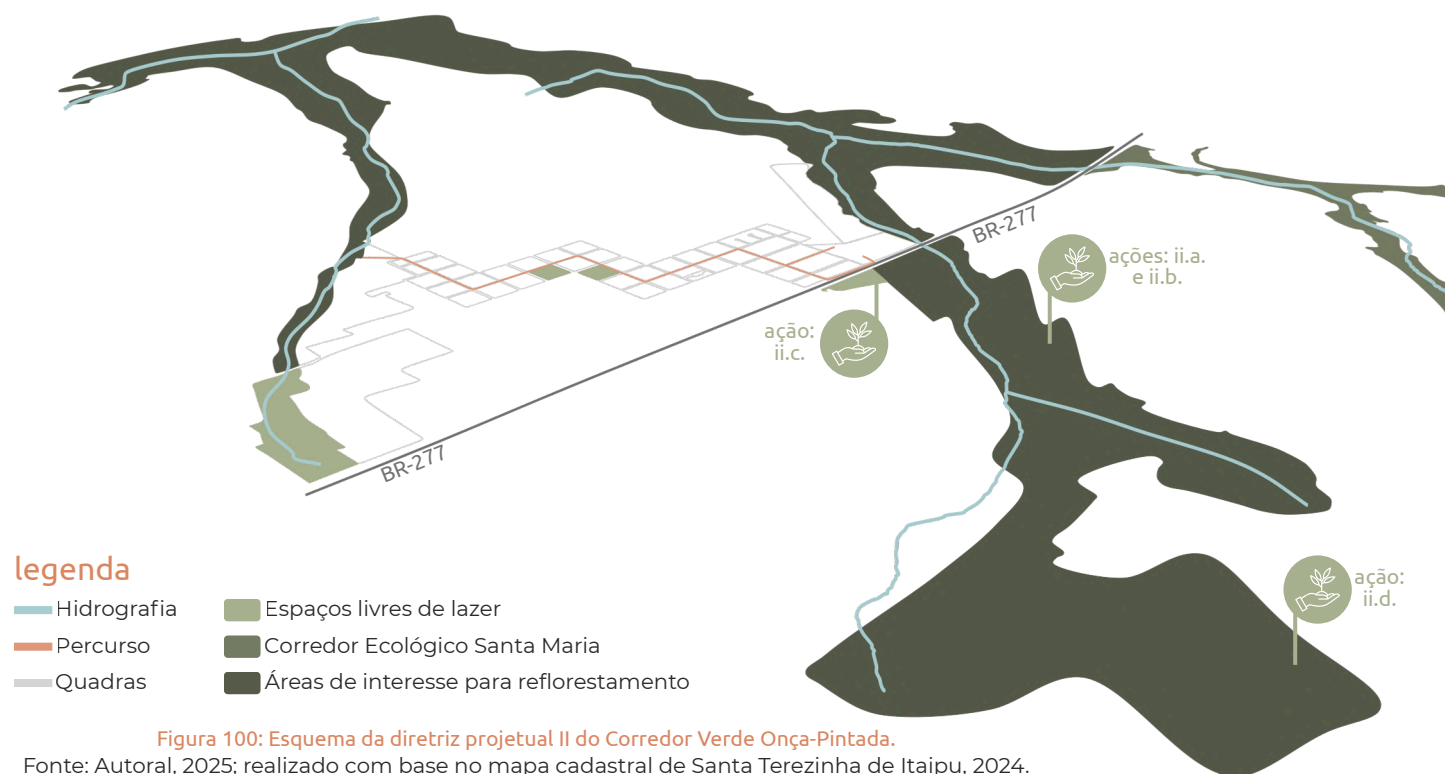 BR-277
ações: ii.a.
e ii.b.
ação:
ii.c.
BR-277
ação:
ii.d.
legenda
Hidrografia
Percurso
Quadras
Espaços livres de lazer
Corredor Ecológico Santa Maria
Áreas de interesse para reflorestamento
Figura 100: Esquema da diretriz projetual II do Corredor Verde Onça-Pintada.
Fonte: Autoral, 2025; realizado com base no mapa cadastral de Santa Terezinha de Itaipu, 2024.